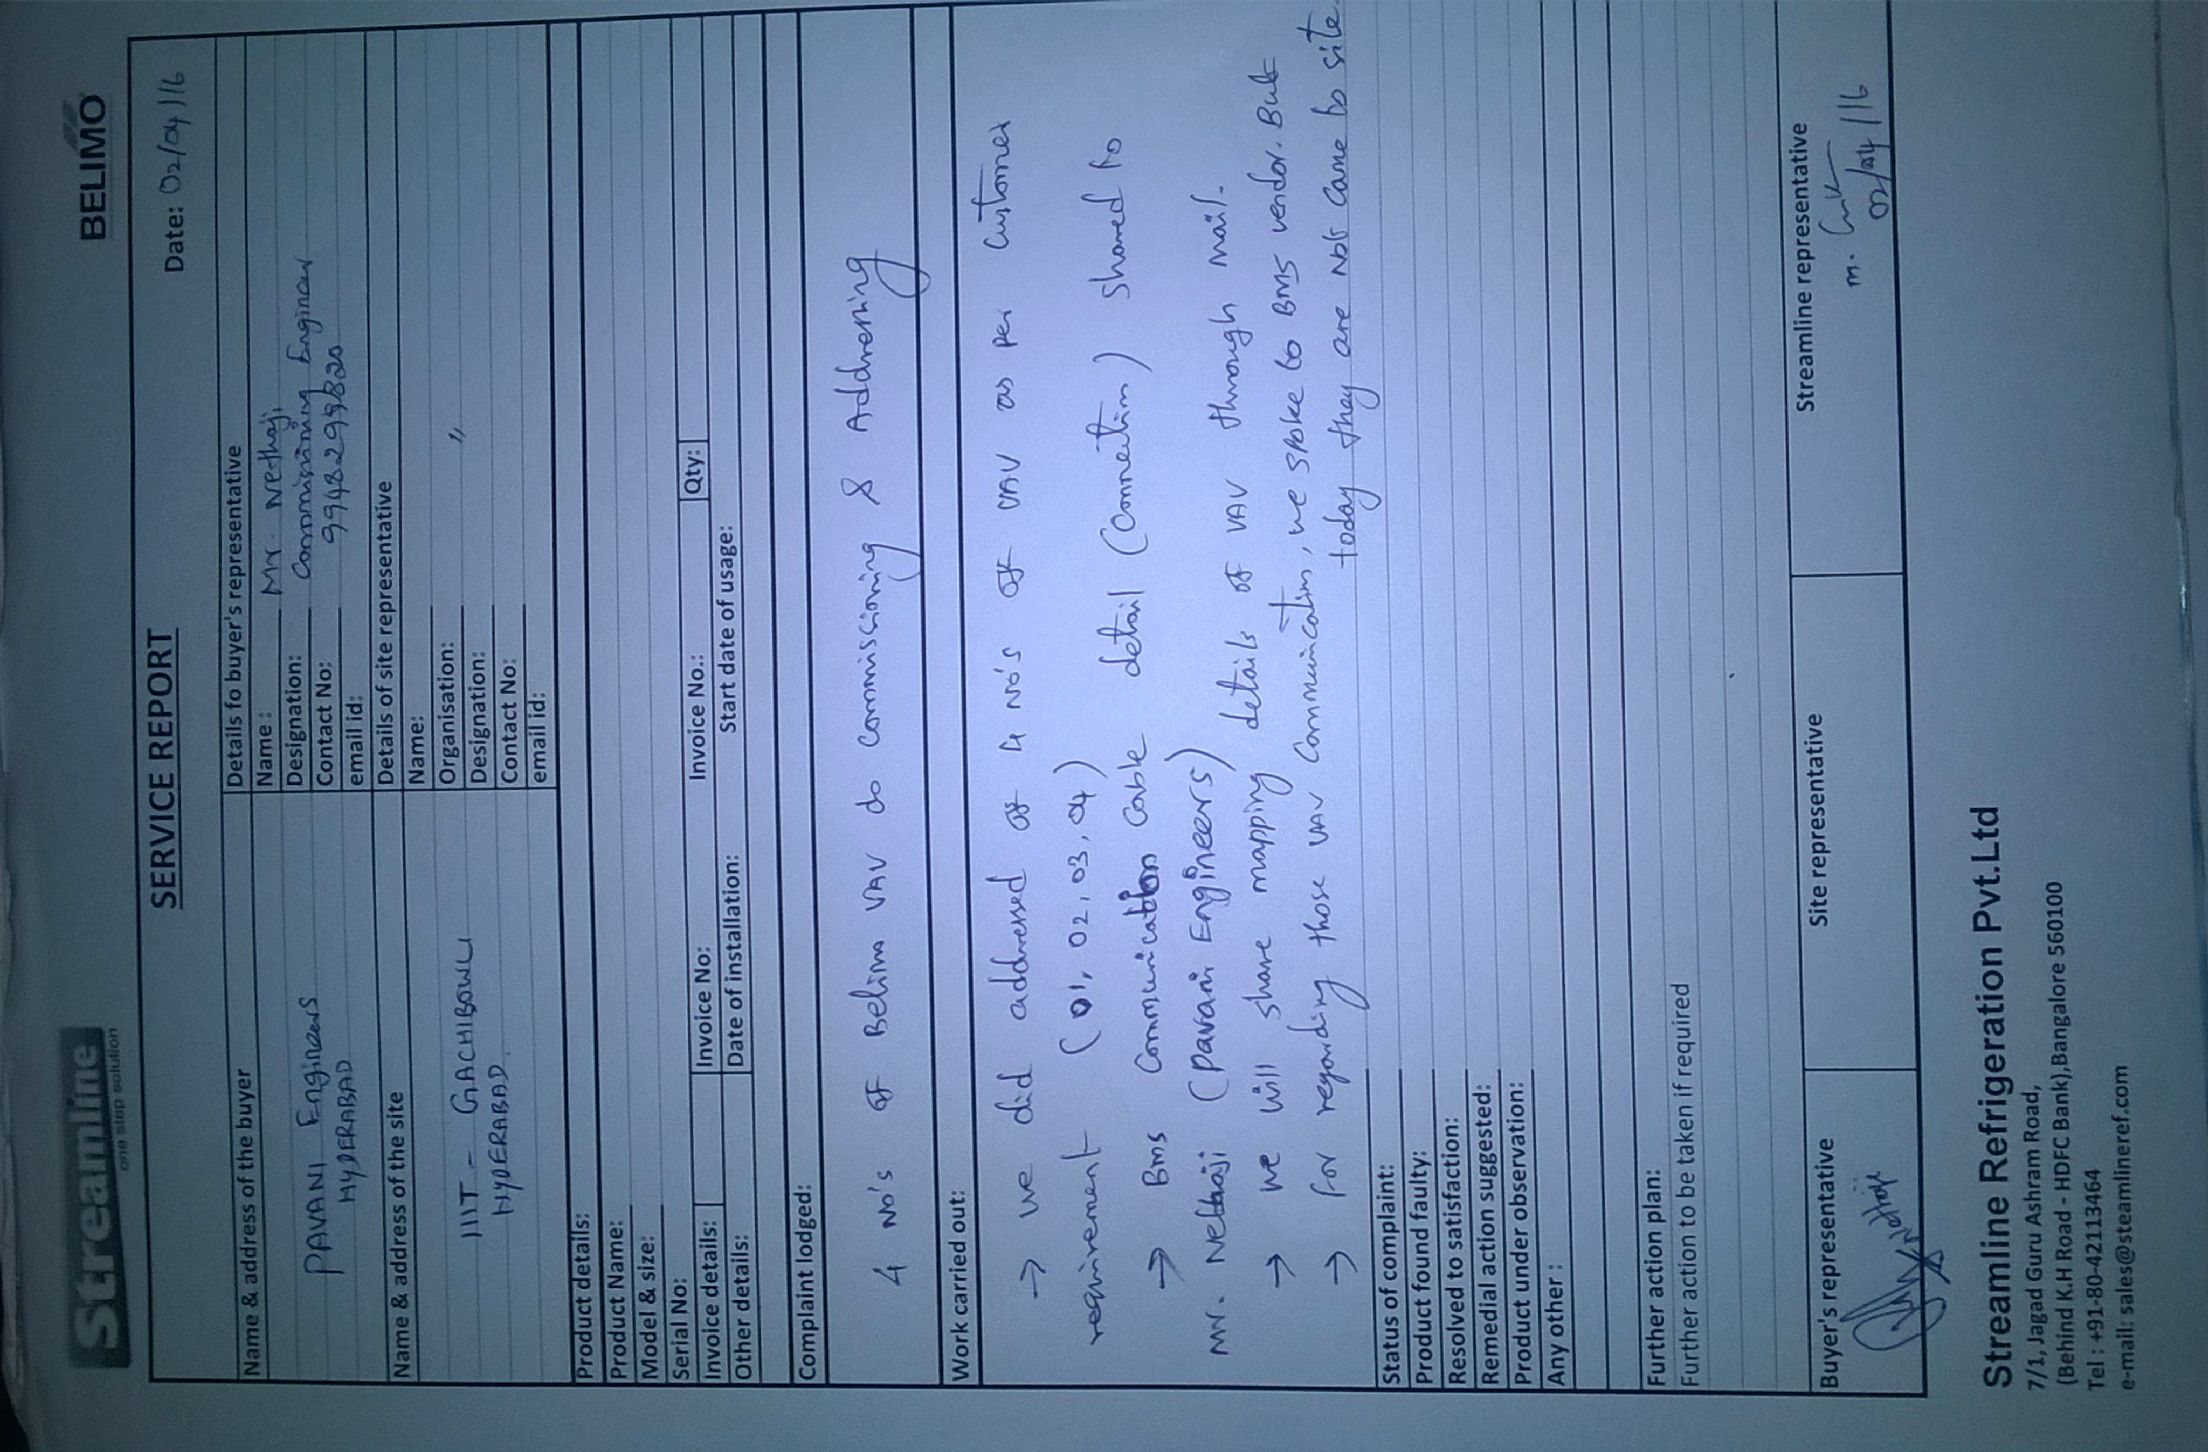 Streamline
one stop solution
BELIMO
SERVICE REPORT
Date: 02/04/16
Name & address of the buyer
PAVANI Engineers
HYDERABAD
Details fo buyer's representative
Name : Mr. Nethaji
Designation: Commissioning Engineer
Contact No: 9948299820
email id:
Name & address of the site
IIIT - GACHIBOWLI
HYDERABAD.
Details of site representative
Name:
Organisation: "
Designation:
Contact No:
email id:
Product details:
Product Name:
Model & size:
Serial No:
Invoice details: Invoice No: Invoice No.: Qty:
Other details: Date of installation: Start date of usage:
Complaint lodged:
4 No's of Belimo VAV do commissioning & Addressing
Work carried out:
→ we did addressed of 4 No's of VAV as per customer
requirement (01, 02, 03, 04)
→ BMS Communication Cable detail (Connection) shared to
Mr. Nethaji (Pavani Engineers)
→ we will share mapping details of VAV through mail.
→ For regarding those VAV Communication, we spoke to BMS vendor. But
today they are not came to site.
Status of complaint:
Product found faulty:
Resolved to satisfaction:
Remedial action suggested:
Product under observation:
Any other :
Further action plan:
Further action to be taken if required
Buyer's representative
Nethaji
Site representative
Streamline representative
m.
02/04/16
Streamline Refrigeration Pvt.Ltd
7/1, Jagad Guru Ashram Road,
(Behind K.H Road - HDFC Bank),Bangalore 560100
Tel : +91-80-42113464
e-mail: sales@steamlineref.com